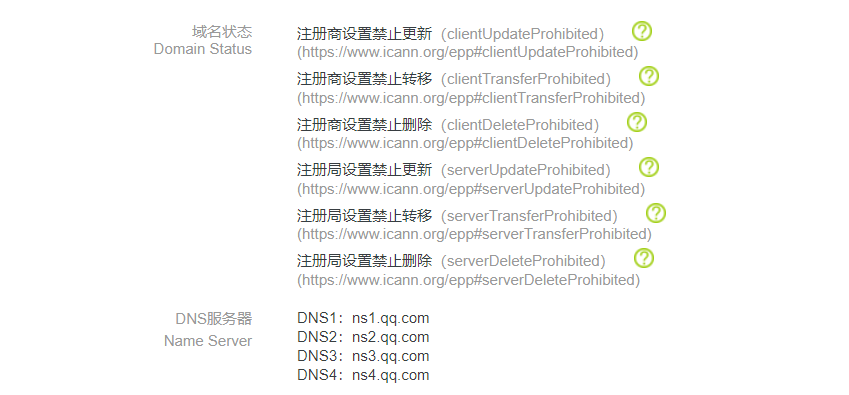 域名状态
Domain Status
注册商设置禁止更新（clientUpdateProhibited）
(https://www.icann.org/epp#clientUpdateProhibited)
注册商设置禁止转移（clientTransferProhibited）
(https://www.icann.org/epp#clientTransferProhibited)
注册商设置禁止删除（clientDeleteProhibited）
(https://www.icann.org/epp#clientDeleteProhibited)
注册局设置禁止更新（serverUpdateProhibited）
(https://www.icann.org/epp#serverUpdateProhibited)
注册局设置禁止转移（serverTransferProhibited）
(https://www.icann.org/epp#serverTransferProhibited)
注册局设置禁止删除（serverDeleteProhibited）
(https://www.icann.org/epp#serverDeleteProhibited)
DNS服务器
Name Server
DNS1：ns1.qq.com
DNS2：ns2.qq.com
DNS3：ns3.qq.com
DNS4：ns4.qq.com